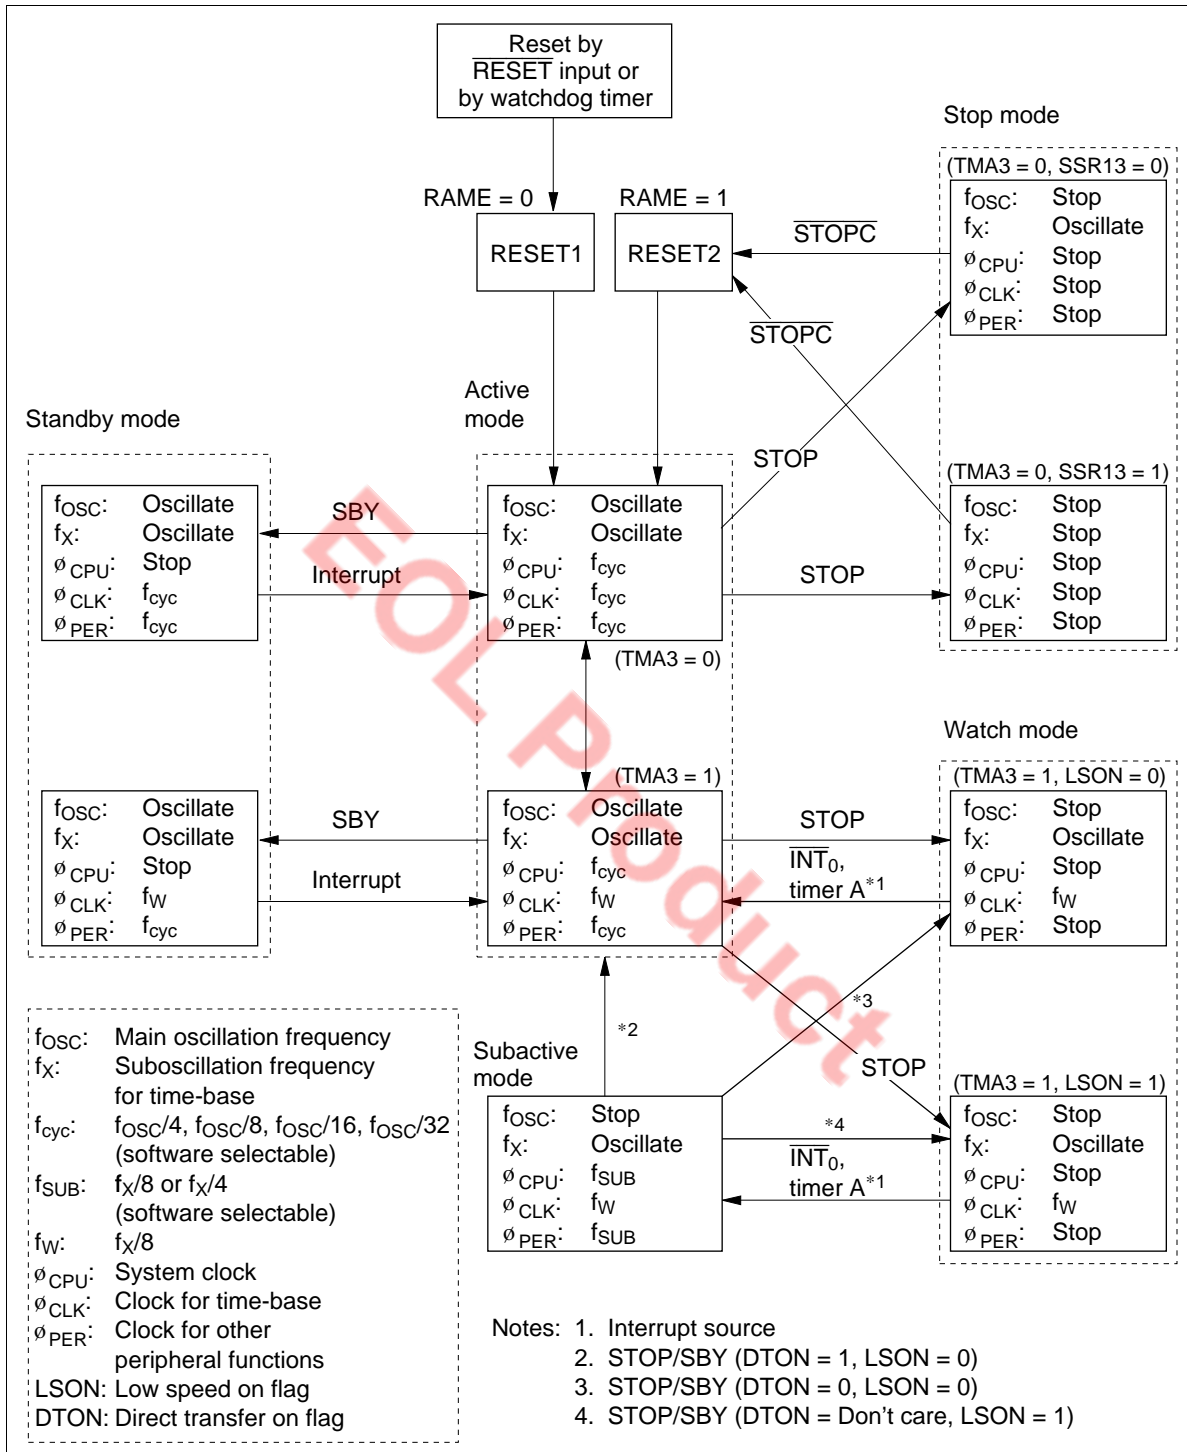 Reset by
RESET input or
by watchdog timer
Stop mode
RAME = 0
RAME = 1
(TMA3 = 0, SSR13 = 0)
RESET1
RESET2
STOPC
fOSC: Stop
fX: Oscillate
øCPU: Stop
øCLK: Stop
øPER: Stop
STOPC
STOP
Standby mode
Active
mode
(TMA3 = 0, SSR13 = 1)
fOSC: Oscillate
fX: Oscillate
øCPU: Stop
øCLK: fcyc
øPER: fcyc
SBY
Interrupt
fOSC: Oscillate
fX: Oscillate
øCPU: fcyc
øCLK: fcyc
øPER: fcyc
(TMA3 = 0)
STOP
fOSC: Stop
fX: Stop
øCPU: Stop
øCLK: Stop
øPER: Stop
Watch mode
(TMA3 = 1)
(TMA3 = 1, LSON = 0)
fOSC: Oscillate
fX: Oscillate
øCPU: Stop
øCLK: fW
øPER: fcyc
SBY
Interrupt
fOSC: Oscillate
fX: Oscillate
øCPU: fcyc
øCLK: fW
øPER: fcyc
STOP
INT0,
timer A*1
fOSC: Stop
fX: Oscillate
øCPU: Stop
øCLK: fW
øPER: Stop
*2
*3
STOP
Subactive
mode
(TMA3 = 1, LSON = 1)
fOSC: Stop
fX: Oscillate
øCPU: fSUB
øCLK: fW
øPER: fSUB
*4
INT0,
timer A*1
fOSC: Stop
fX: Oscillate
øCPU: Stop
øCLK: fW
øPER: Stop
fOSC: Main oscillation frequency
fX: Suboscillation frequency
for time-base
fcyc: fOSC/4, fOSC/8, fOSC/16, fOSC/32
(software selectable)
fSUB: fX/8 or fX/4
(software selectable)
fW: fX/8
øCPU: System clock
øCLK: Clock for time-base
øPER: Clock for other
peripheral functions
LSON: Low speed on flag
DTON: Direct transfer on flag
Notes: 1. Interrupt source
2. STOP/SBY (DTON = 1, LSON = 0)
3. STOP/SBY (DTON = 0, LSON = 0)
4. STOP/SBY (DTON = Don't care, LSON = 1)
EOL Product